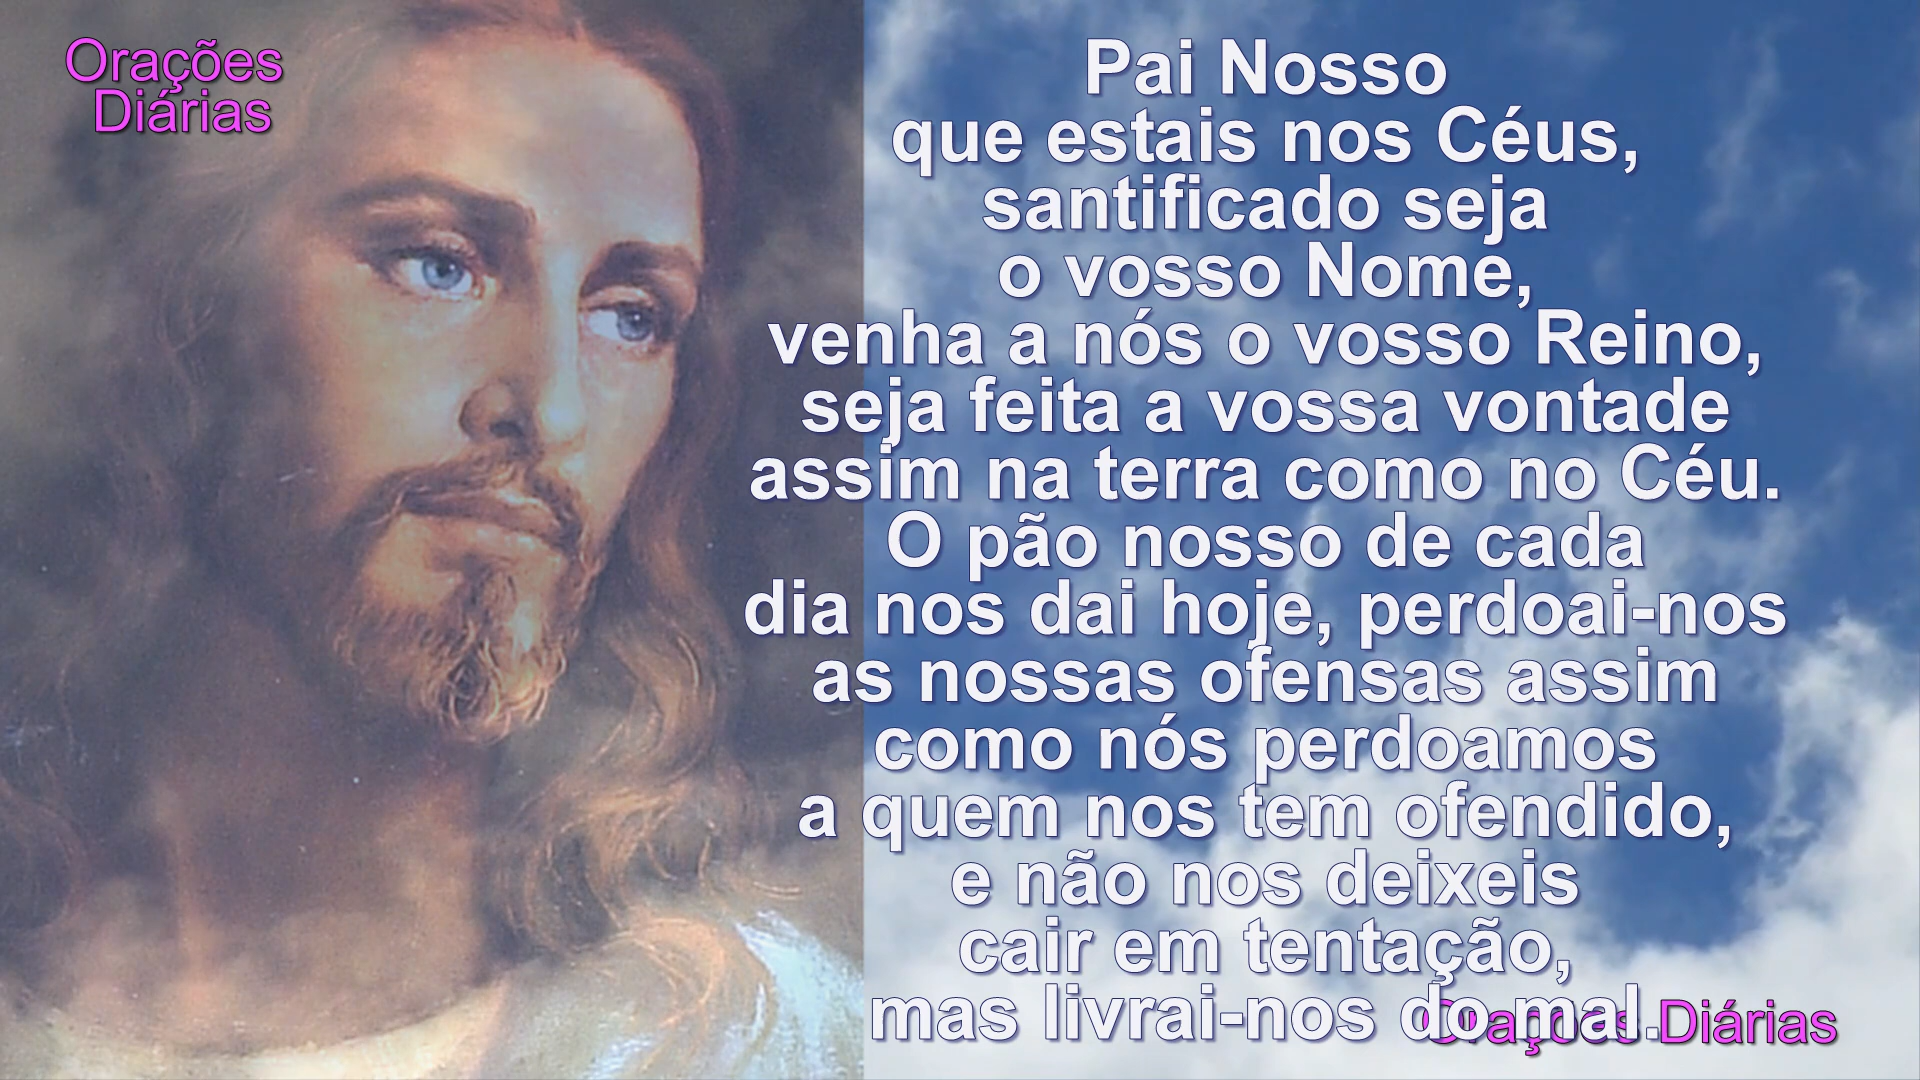 Orações
Diárias
Pai Nosso
que estais nos Céus,
santificado seja
o vosso Nome,
venha a nós o vosso Reino,
seja feita a vossa vontade
assim na terra como no Céu.
O pão nosso de cada
dia nos dai hoje, perdoai-nos
as nossas ofensas assim
como nós perdoamos
a quem nos tem ofendido,
e não nos deixeis
cair em tentação,
mas livrai-nos do mal.
Orações Diárias